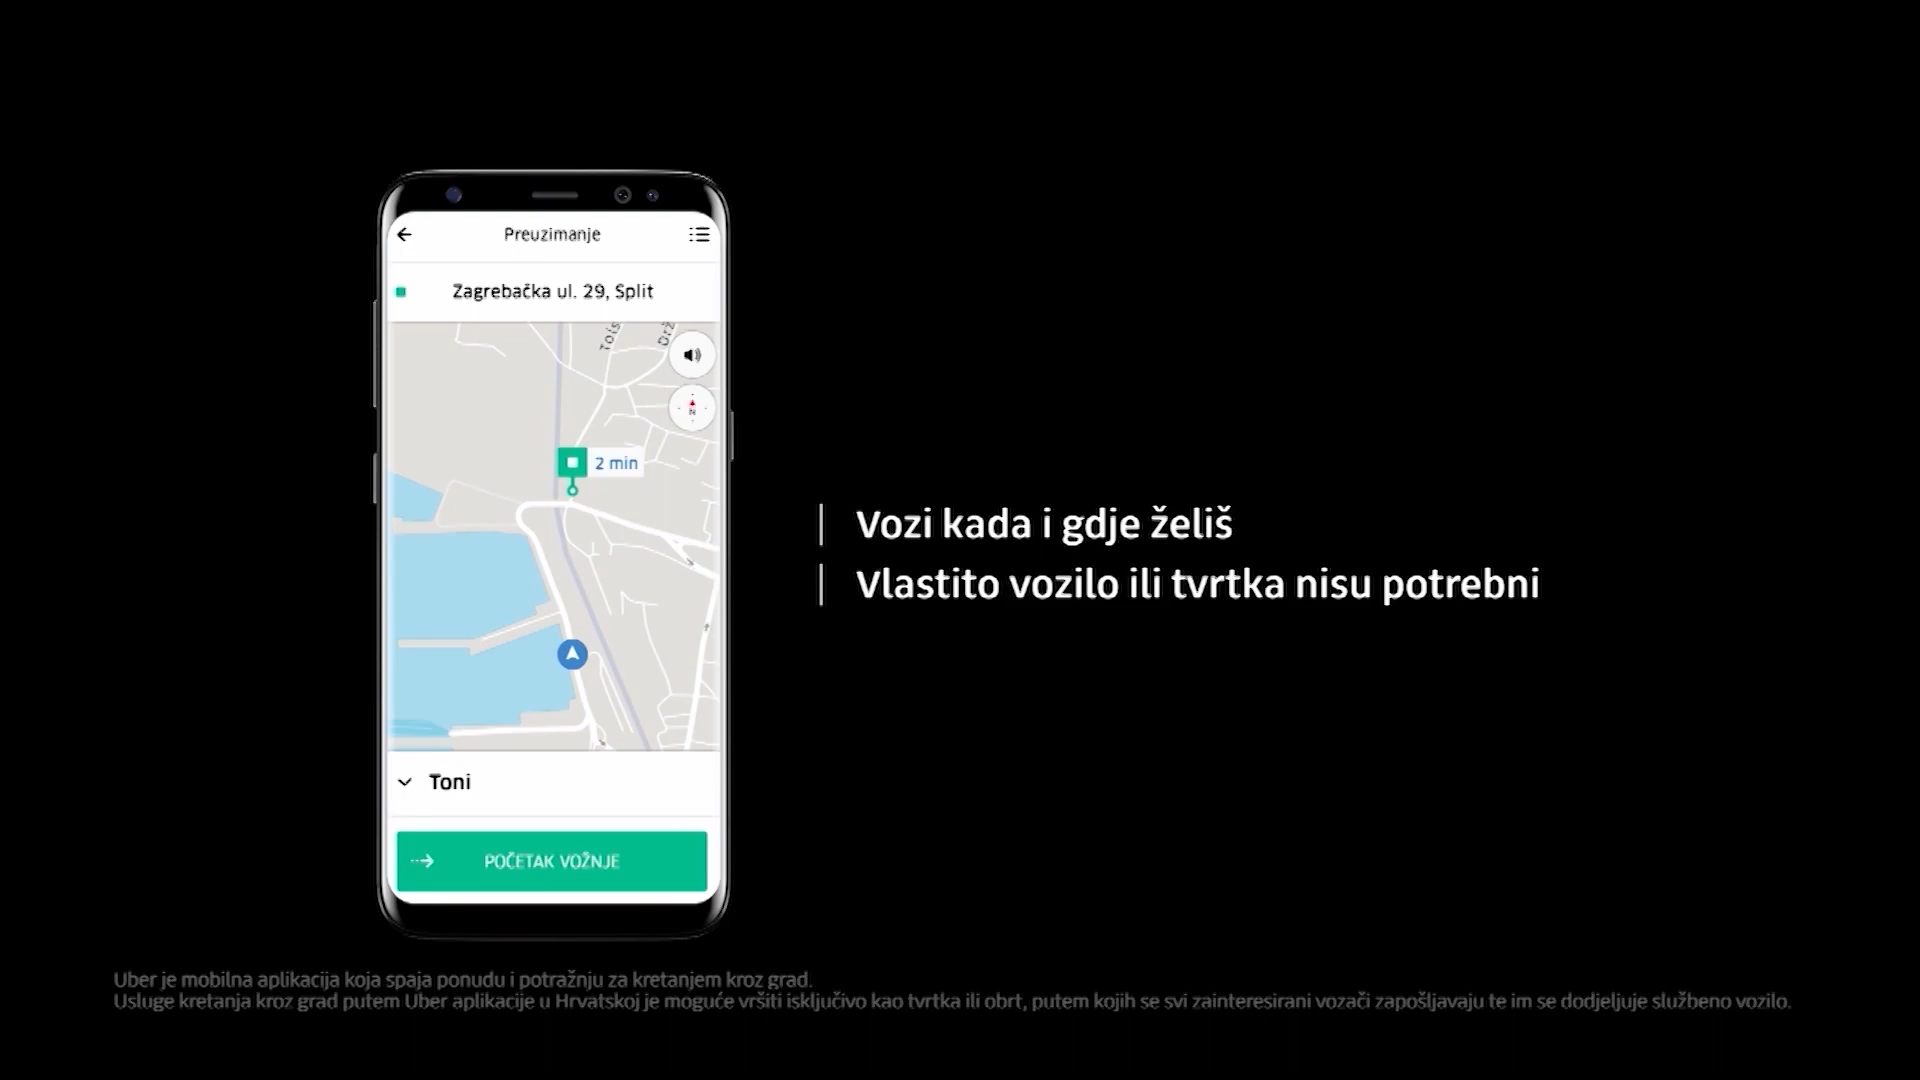 Preuzimanje
Zagrebačka ul. 29, Split
Tols
Drž
N
2 min
Vozi kada i gdje želiš
Vlastito vozilo ili tvrtka nisu potrebni
Toni
POČETAK VOŽNJE
Uber je mobilna aplikacija koja spaja ponudu i potražnju za kretanjem kroz grad.
Usluge kretanja kroz grad putem Uber aplikacije u Hrvatskoj je moguće vršiti isključivo kao tvrtka ili obrt, putem kojih se svi zainteresirani vozači zapošljavaju te im se dodjeljuje službeno vozilo.